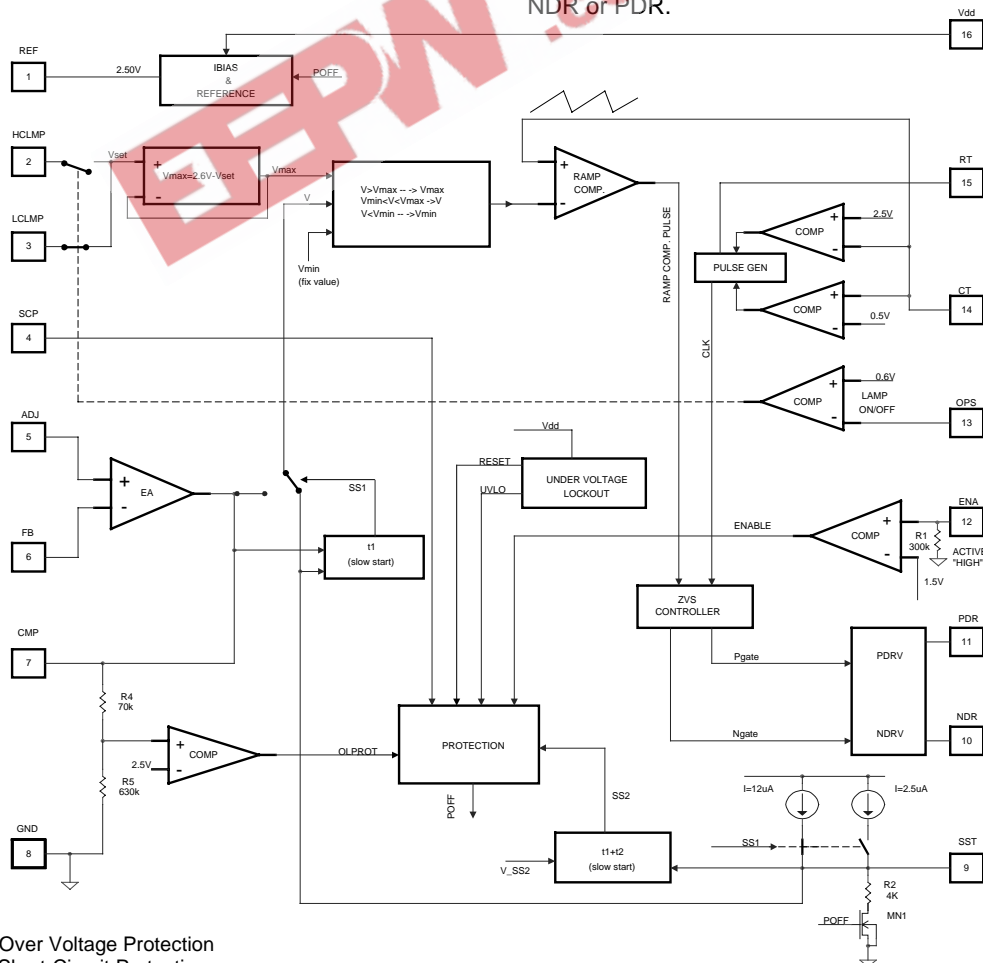 NDR or PDR.
EEPW.
Vdd
16
REF
1
2.50V
IBIAS
&
REFERENCE
POFF
HCLMP
2
Vset
+
Vmax=2.6V-Vset
-
Vmax
V
V>Vmax -- -> Vmax
Vmin<V<Vmax ->V
V<Vmin -- ->Vmin
Vmin
(fix value)
+
RAMP
COMP.
-
RT
15
LCLMP
3
2.5V
+
COMP
-
PULSE GEN
RAMP COMP. PULSE
CT
14
+
COMP
-
0.5V
CLK
SCP
4
0.6V
+
COMP
-
LAMP
ON/OFF
OPS
13
ADJ
5
+
EA
-
FB
6
SS1
t1
(slow start)
Vdd
RESET
UVLO
UNDER VOLTAGE
LOCKOUT
ENABLE
+
COMP
-
ENA
12
R1
300k
ACTIVE
"HIGH"
1.5V
ZVS
CONTROLLER
CMP
7
Pgate
Ngate
PDRV
NDRV
PDR
11
NDR
10
R4
70k
R5
630k
2.5V
+
COMP
-
OLPROT
PROTECTION
POFF
SS2
GND
8
I=12uA
I=2.5uA
SS1
V_SS2
t1+t2
(slow start)
SST
9
R2
4K
MN1
POFF
Over Voltage Protection
Short Circuit Protection